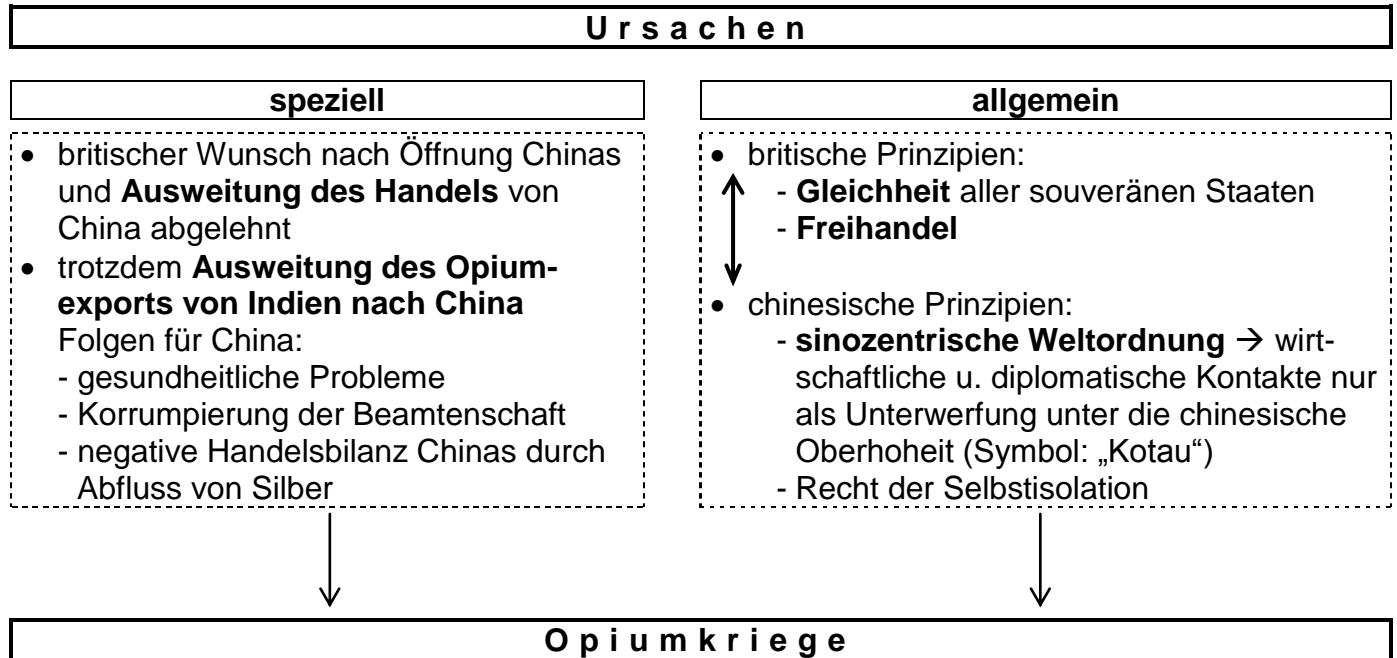 U r s a c h e n
speziell
• britischer Wunsch nach Öffnung Chinas
und Ausweitung des Handels von
China abgelehnt
• trotzdem Ausweitung des Opium-
exports von Indien nach China
Folgen für China:
- gesundheitliche Probleme
- Korrumpierung der Beamtenschaft
- negative Handelsbilanz Chinas durch
Abfluss von Silber
allgemein
• britische Prinzipien:
- Gleichheit aller souveränen Staaten
- Freihandel
• chinesische Prinzipien:
- sinozentrische Weltordnung → wirt-
schaftliche u. diplomatische Kontakte nur
als Unterwerfung unter die chinesische
Oberhoheit (Symbol: „Kotau“)
- Recht der Selbstisolation
O p i u m k r i e g e